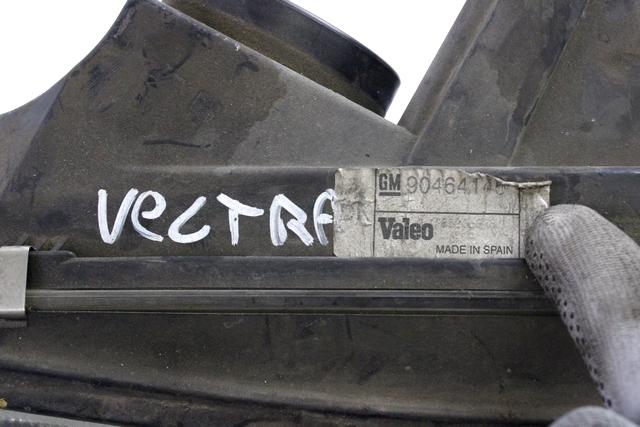 VECTRA
GM 90464146
Valeo
MADE IN SPAIN